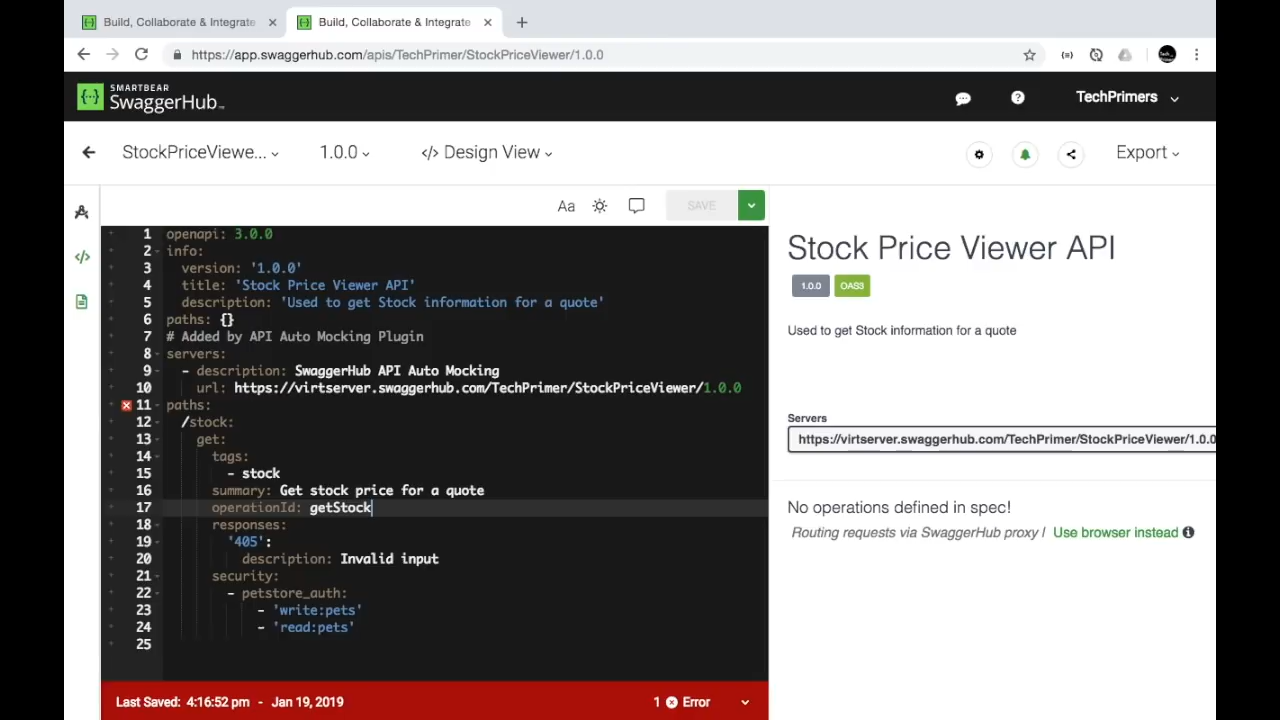 Build, Collaborate & Integrate
Build, Collaborate & Integrate
https://app.swaggerhub.com/apis/TechPrimer/StockPriceViewer/1.0.0
SMARTBEAR
SwaggerHub
TechPrimers
StockPriceViewe...
1.0.0
</> Design View
Export
Aa
SAVE
1 openapi: 3.0.0
2 info:
3 version: '1.0.0'
4 title: 'Stock Price Viewer API'
5 description: 'Used to get Stock information for a quote'
6 paths: {}
7 # Added by API Auto Mocking Plugin
8 servers:
9 - description: SwaggerHub API Auto Mocking
10 url: https://virtserver.swaggerhub.com/TechPrimer/StockPriceViewer/1.0.0
11 paths:
12 /stock:
13 get:
14 tags:
15 - stock
16 summary: Get stock price for a quote
17 operationId: getStock
18 responses:
19 '405':
20 description: Invalid input
21 security:
22 - petstore_auth:
23 - 'write:pets'
24 - 'read:pets'
25
Last Saved: 4:16:52 pm - Jan 19, 2019
1 Error
Stock Price Viewer API
1.0.0 OAS3
Used to get Stock information for a quote
Servers
https://virtserver.swaggerhub.com/TechPrimer/StockPriceViewer/1.0.0
No operations defined in spec!
Routing requests via SwaggerHub proxy! Use browser instead